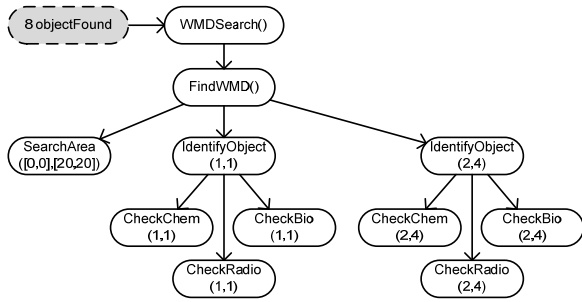 8 objectFound
WMDSearch()
FindWMD()
SearchArea
([0,0],[20,20])
IdentifyObject
(1,1)
IdentifyObject
(2,4)
CheckChem
(1,1)
CheckBio
(1,1)
CheckChem
(2,4)
CheckBio
(2,4)
CheckRadio
(1,1)
CheckRadio
(2,4)